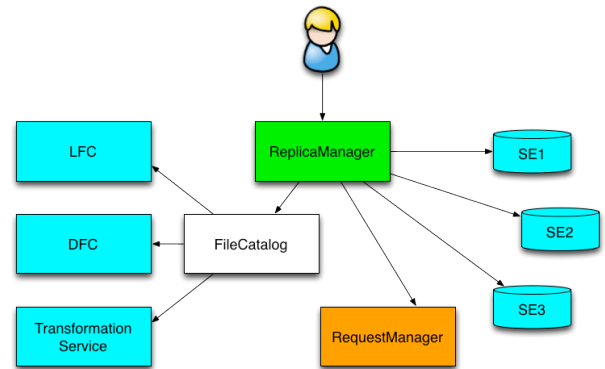 LFC
ReplicaManager
SE1
DFC
FileCatalog
SE2
Transformation
Service
RequestManager
SE3